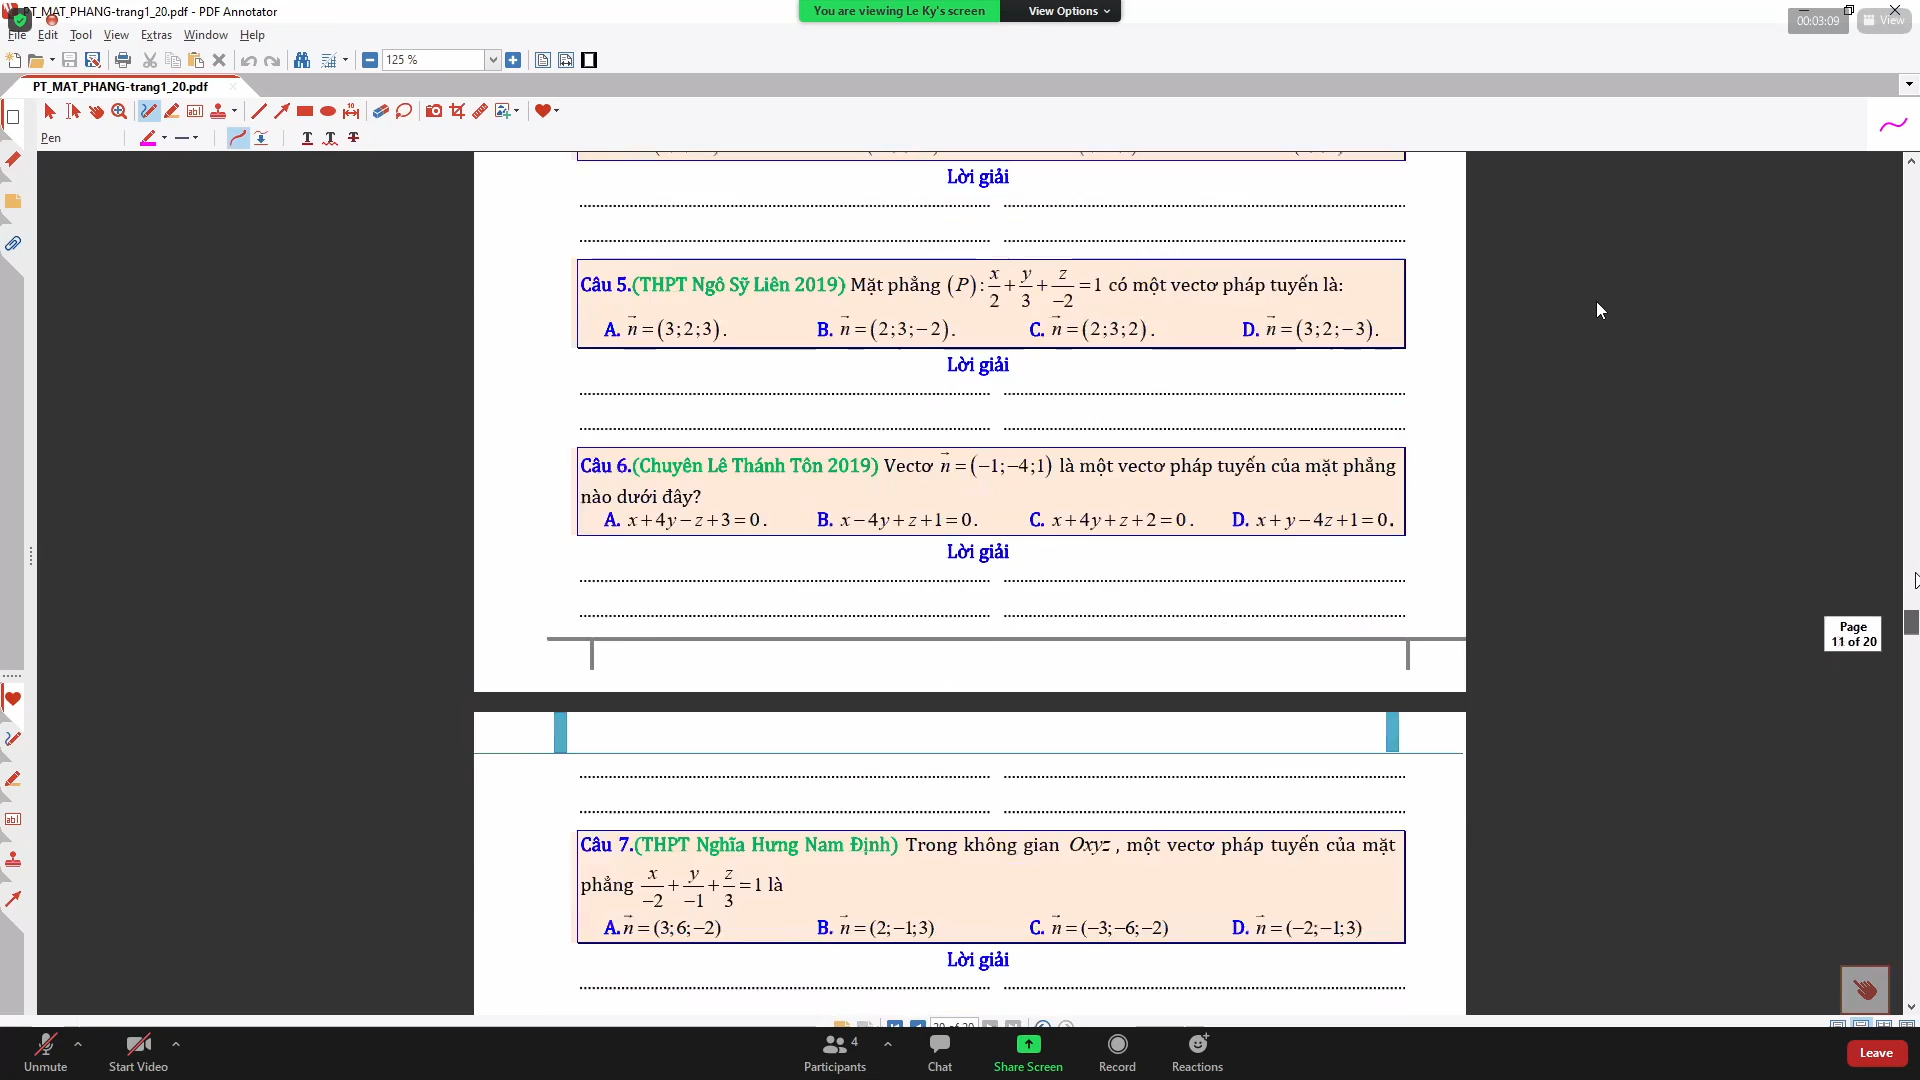 PT_MAT_PHANG-trang1_20.pdf - PDF Annotator
You are viewing Le Ky's screen
View Options
00:03:09
View
File Edit Tool View Extras Window Help
125 %
PT_MAT_PHANG-trang1_20.pdf
Pen
Lời giải
Câu 5.(THPT Ngô Sỹ Liên 2019) Mặt phẳng (P): x/2 + y/3 + z/−2 = 1 có một vectơ pháp tuyến là:
A. n⃗ = (3;2;3). B. n⃗ = (2;3;−2). C. n⃗ = (2;3;2). D. n⃗ = (3;2;−3).
Lời giải
Câu 6.(Chuyên Lê Thánh Tôn 2019) Vectơ n⃗ = (−1;−4;1) là một vectơ pháp tuyến của mặt phẳng
nào dưới đây?
A. x+4y−z+3=0. B. x−4y+z+1=0. C. x+4y+z+2=0. D. x+y−4z+1=0.
Lời giải
Page
11 of 20
Câu 7.(THPT Nghĩa Hưng Nam Định) Trong không gian Oxyz, một vectơ pháp tuyến của mặt
phẳng x/−2 + y/−1 + z/3 = 1 là
A. n⃗ = (3;6;−2) B. n⃗ = (2;−1;3) C. n⃗ = (−3;−6;−2) D. n⃗ = (−2;−1;3)
Lời giải
20 of 20
Unmute
Start Video
4
Participants
Chat
Share Screen
Record
Reactions
Leave